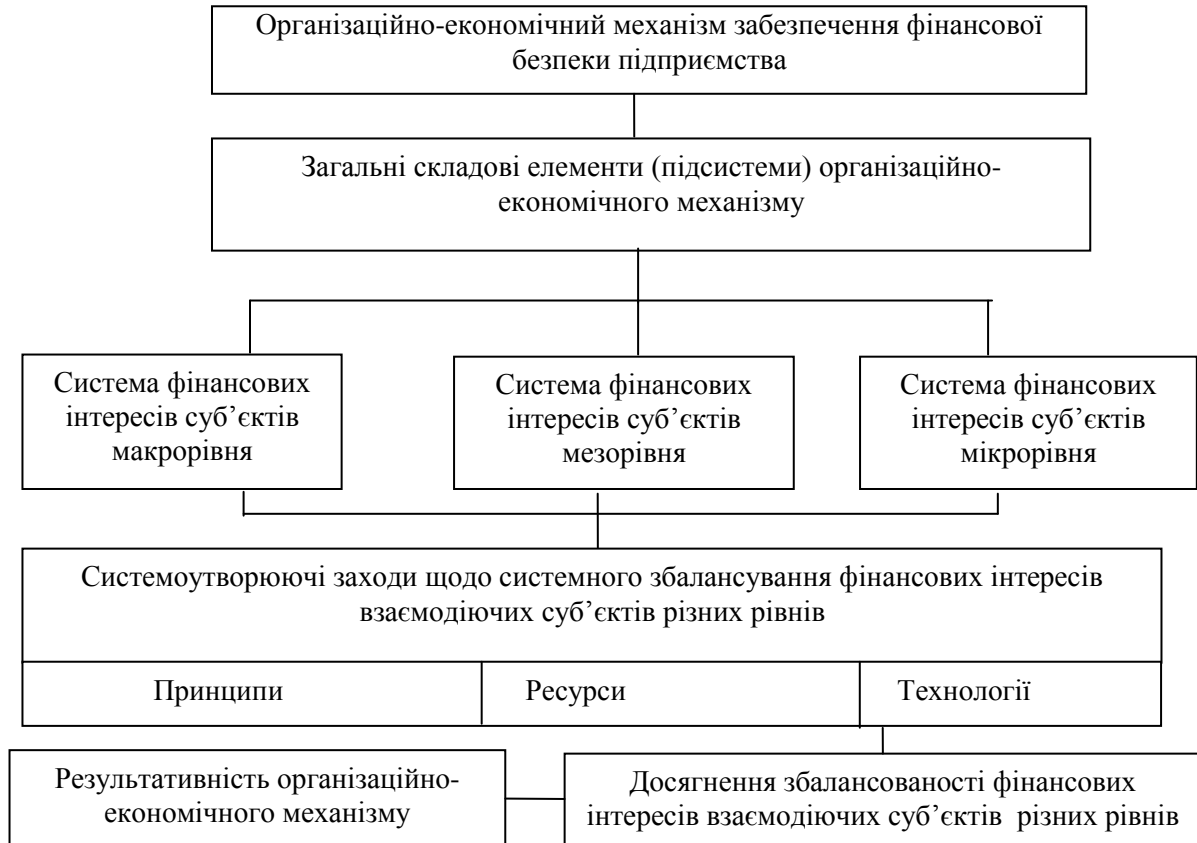 Організаційно-економічний механізм забезпечення фінансової
безпеки підприємства
Загальні складові елементи (підсистеми) організаційно-
економічного механізму
Система фінансових
інтересів суб’єктів
макрорівня
Система фінансових
інтересів суб’єктів
мезорівня
Система фінансових
інтересів суб’єктів
мікрорівня
Системоутворюючі заходи щодо системного збалансування фінансових інтересів
взаємодіючих суб’єктів різних рівнів
Принципи
Ресурси
Технології
Результативність організаційно-
економічного механізму
Досягнення збалансованості фінансових
інтересів взаємодіючих суб’єктів різних рівнів